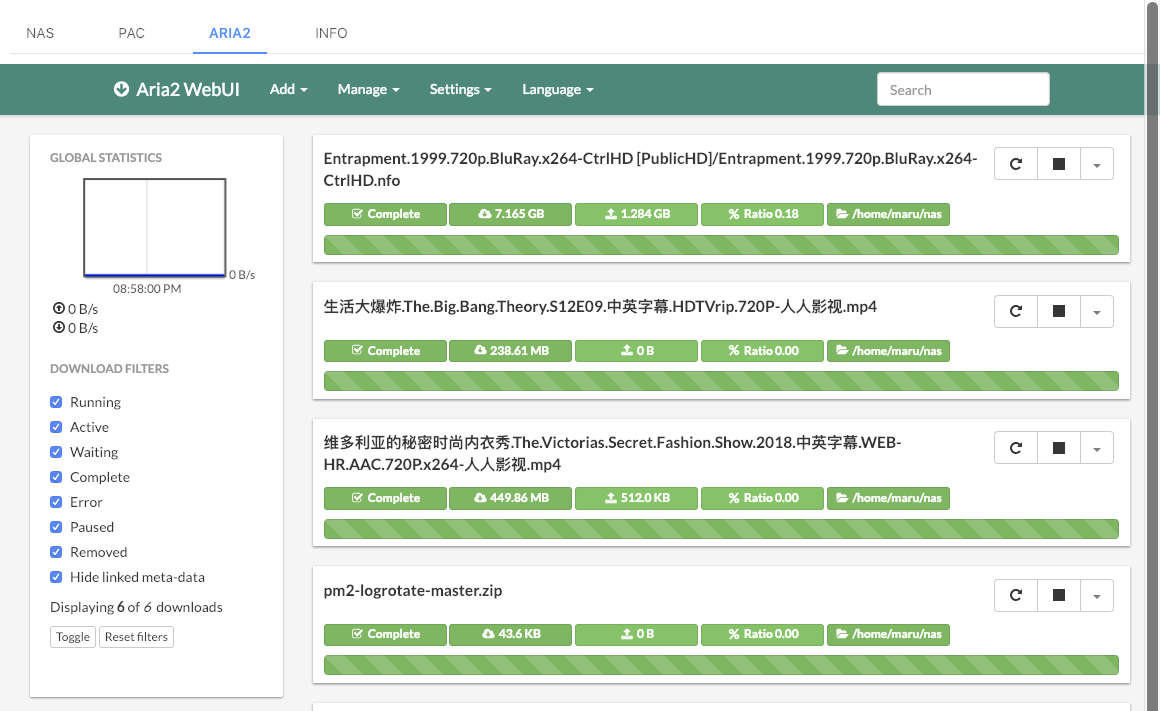 NAS PAC ARIA2 INFO
Aria2 WebUI Add Manage Settings Language Search
GLOBAL STATISTICS
0 B/s
08:58:00 PM
0 B/s
0 B/s
DOWNLOAD FILTERS
Running
Active
Waiting
Complete
Error
Paused
Removed
Hide linked meta-data
Displaying 6 of 6 downloads
Toggle Reset filters
Entrapment.1999.720p.BluRay.x264-CtrlHD [PublicHD]/Entrapment.1999.720p.BluRay.x264-
CtrlHD.nfo
Complete 7.165 GB 1.284 GB % Ratio 0.18 /home/maru/nas
生活大爆炸.The.Big.Bang.Theory.S12E09.中英字幕.HDTVrip.720P-人人影视.mp4
Complete 238.61 MB 0 B % Ratio 0.00 /home/maru/nas
维多利亚的秘密时尚内衣秀.The.Victorias.Secret.Fashion.Show.2018.中英字幕.WEB-
HR.AAC.720P.x264-人人影视.mp4
Complete 449.86 MB 512.0 KB % Ratio 0.00 /home/maru/nas
pm2-logrotate-master.zip
Complete 43.6 KB 0 B % Ratio 0.00 /home/maru/nas